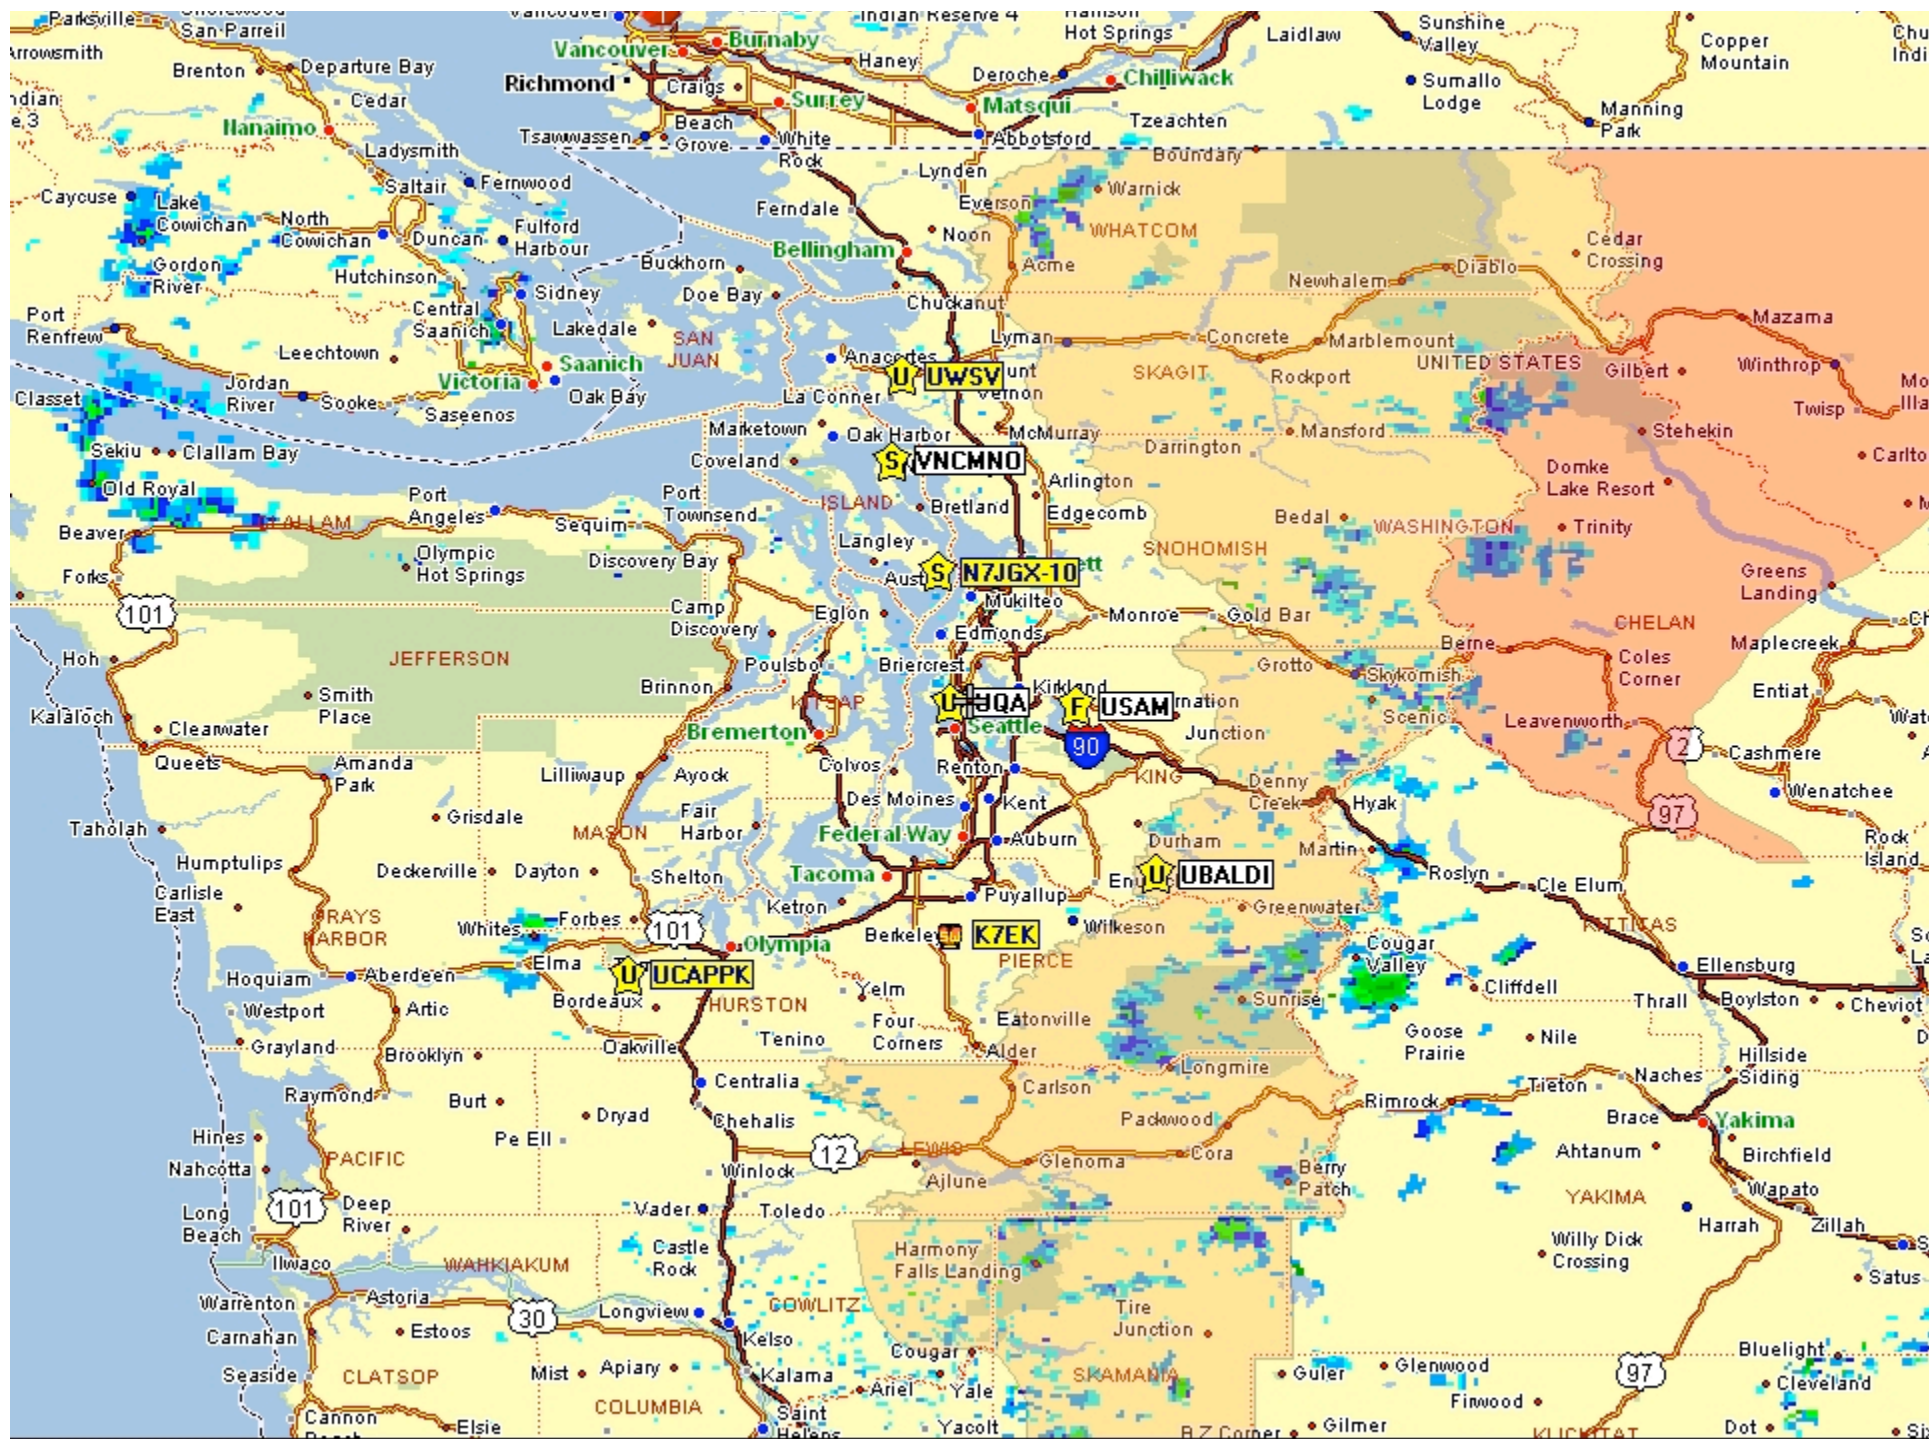 Parksville
San Parreil
Vancouver
Indian Reserve 4
Harrison
Hot Springs
Laidlaw
Sunshine
Valley
Copper
Mountain
Arrowsmith
Brenton
Departure Bay
Vancouver
Burnaby
Haney
Deroche
Chilliwack
Sumallo
Lodge
Richmond
Craigs
Cedar
Surrey
Matsqui
Manning
Park
Nanaimo
Tsawwassen
Beach
Grove
White
Rock
Abbotsford
Tzeachten
Boundary
Ladysmith
Lynden
Saltair
Fernwood
Warnick
Caycuse
Lake
Cowichan
North
Cowichan
Duncan
Fulford
Harbour
Ferndale
Everson
WHATCOM
Noon
Bellingham
Acme
Cedar
Crossing
Gordon
River
Hutchinson
Buckhorn
Newhalem
Diablo
Sidney
Doe Bay
Chuckanut
Port
Renfrew
Central
Saanich
Lakedale
SAN
JUAN
Lyman
Concrete
Marblemount
Mazama
Leechtown
Saanich
Anacortes
UNITED STATES
Gilbert
Winthrop
Victoria
UWSV
SKAGIT
Rockport
Classet
Jordan
River
Sooke
Saseenos
Oak Bay
La Conner
Vernon
Twisp
Marketown
Oak Harbor
McMurray
Mansford
Stehekin
Sekiu
Clallam Bay
Coveland
VNCMNO
Darrington
Carlto
Old Royal
Port
Angeles
Port
Townsend
ISLAND
Arlington
Domke
Lake Resort
Beaver
CLALLAM
Sequim
Bretland
Edgecomb
Bedal
WASHINGTON
Trinity
Olympic
Hot Springs
Discovery Bay
Langley
SNOHOMISH
Forks
Aust
N7JGX-10
ett
Greens
Landing
101
Camp
Discovery
Eglon
Mukilteo
Monroe
Gold Bar
CHELAN
Edmonds
Berne
Maplecreek
Hoh
JEFFERSON
Poulsbo
Briercrest
Grotto
Skykomish
Coles
Corner
Smith
Place
Brinnon
KITSAP
JQA
Kirkland
USAM
rnation
Scenic
Entiat
Kalaloch
Clearwater
Bremerton
Seattle
Junction
Leavenworth
90
2
Queets
Amanda
Park
Lilliwaup
Ayock
Colvos
Renton
KING
Denny
Creek
Cashmere
Hyak
Wenatchee
Taholah
Grisdale
MASON
Fair
Harbor
Des Moines
Kent
97
Federal Way
Auburn
Durham
Martin
Rock
Island
Humptulips
Deckerville
Dayton
Shelton
Tacoma
UBALDI
Roslyn
Cle Elum
Carlisle
East
GRAYS
HARBOR
Whites
Forbes
Ketron
Puyallup
Greenwater
101
Wilkeson
KITTITAS
Olympia
Berkeley
K7EK
PIERCE
Cougar
Valley
Hoquiam
Aberdeen
Elma
UCAPPK
Ellensburg
Westport
Artic
Bordeaux
THURSTON
Yelm
Sunrise
Cliffdell
Thrall
Boylston
Cheviot
Grayland
Brooklyn
Oakville
Tenino
Four
Corners
Eatonville
Goose
Prairie
Nile
Alder
Longmire
Hillside
Siding
Raymond
Centralia
Carlson
Tieton
Naches
Burt
Dryad
Chehalis
Packwood
Rimrock
Brace
Yakima
Hines
Pe Ell
12
LEWIS
Glenoma
Cora
Ahtanum
Birchfield
Nahcotta
PACIFIC
Winlock
Ajlune
Berry
Patch
YAKIMA
Wapato
101
Deep
River
Vader
Toledo
Harrah
Zillah
Long
Beach
Willy Dick
Crossing
Ilwaco
WAHKIAKUM
Castle
Rock
Harmony
Falls Landing
Satus
Warrenton
Astoria
30
Longview
COWLITZ
Tire
Junction
Carnahan
Estoos
Kelso
Cougar
Bluelight
Seaside
CLATSOP
Mist
Apiary
Kalama
Ariel
Yale
SKAMANIA
Guler
Glenwood
97
Cleveland
Firwood
COLUMBIA
Cannon
Elsie
Saint
Helens
Yacolt
B Z Corner
Gilmer
KLICKITAT
Dot